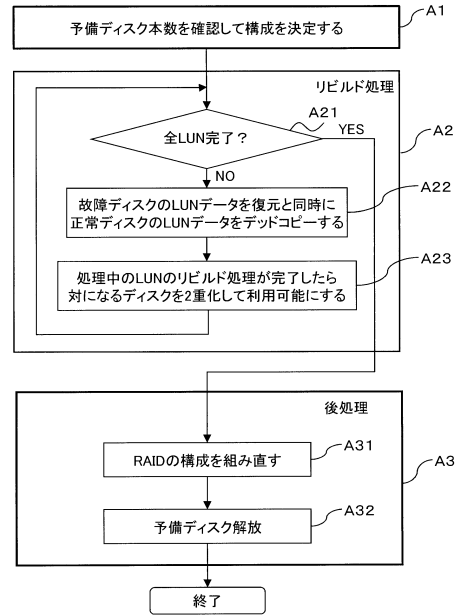 A1
予備ディスク本数を確認して構成を決定する
リビルド処理
A21
全LUN完了？
YES
A2
NO
A22
故障ディスクのLUNデータを復元と同時に
正常ディスクのLUNデータをデッドコピーする
A23
処理中のLUNのリビルド処理が完了したら
対になるディスクを2重化して利用可能にする
後処理
A31
RAIDの構成を組み直す
A3
A32
予備ディスク解放
終了